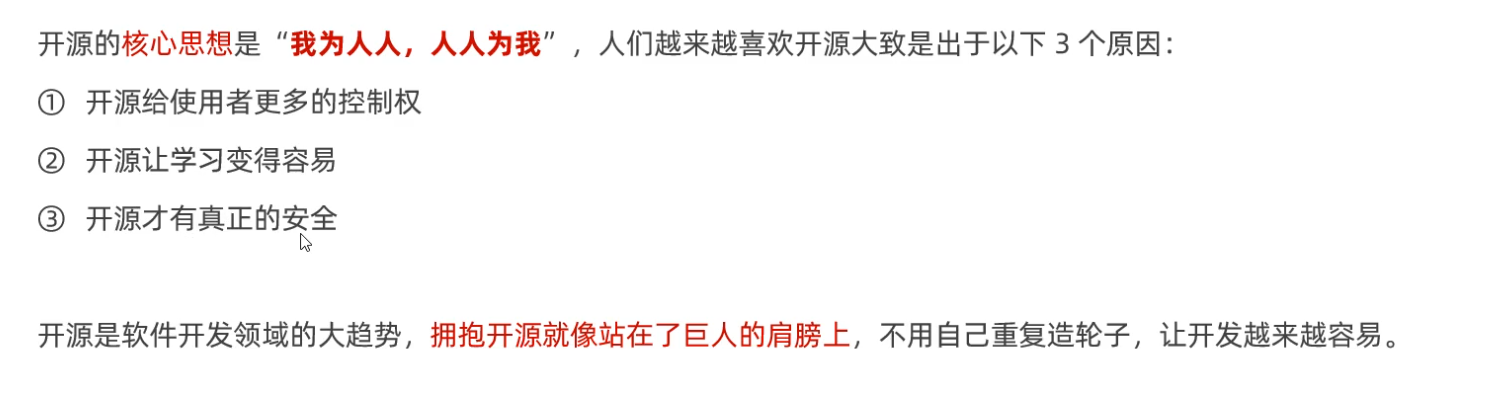 开源的核心思想是“我为人人，人人为我”，人们越来越喜欢开源大致是出于以下 3 个原因：
① 开源给使用者更多的控制权
② 开源让学习变得容易
③ 开源才有真正的安全
开源是软件开发领域的大趋势，拥抱开源就像站在了巨人的肩膀上，不用自己重复造轮子，让开发越来越容易。